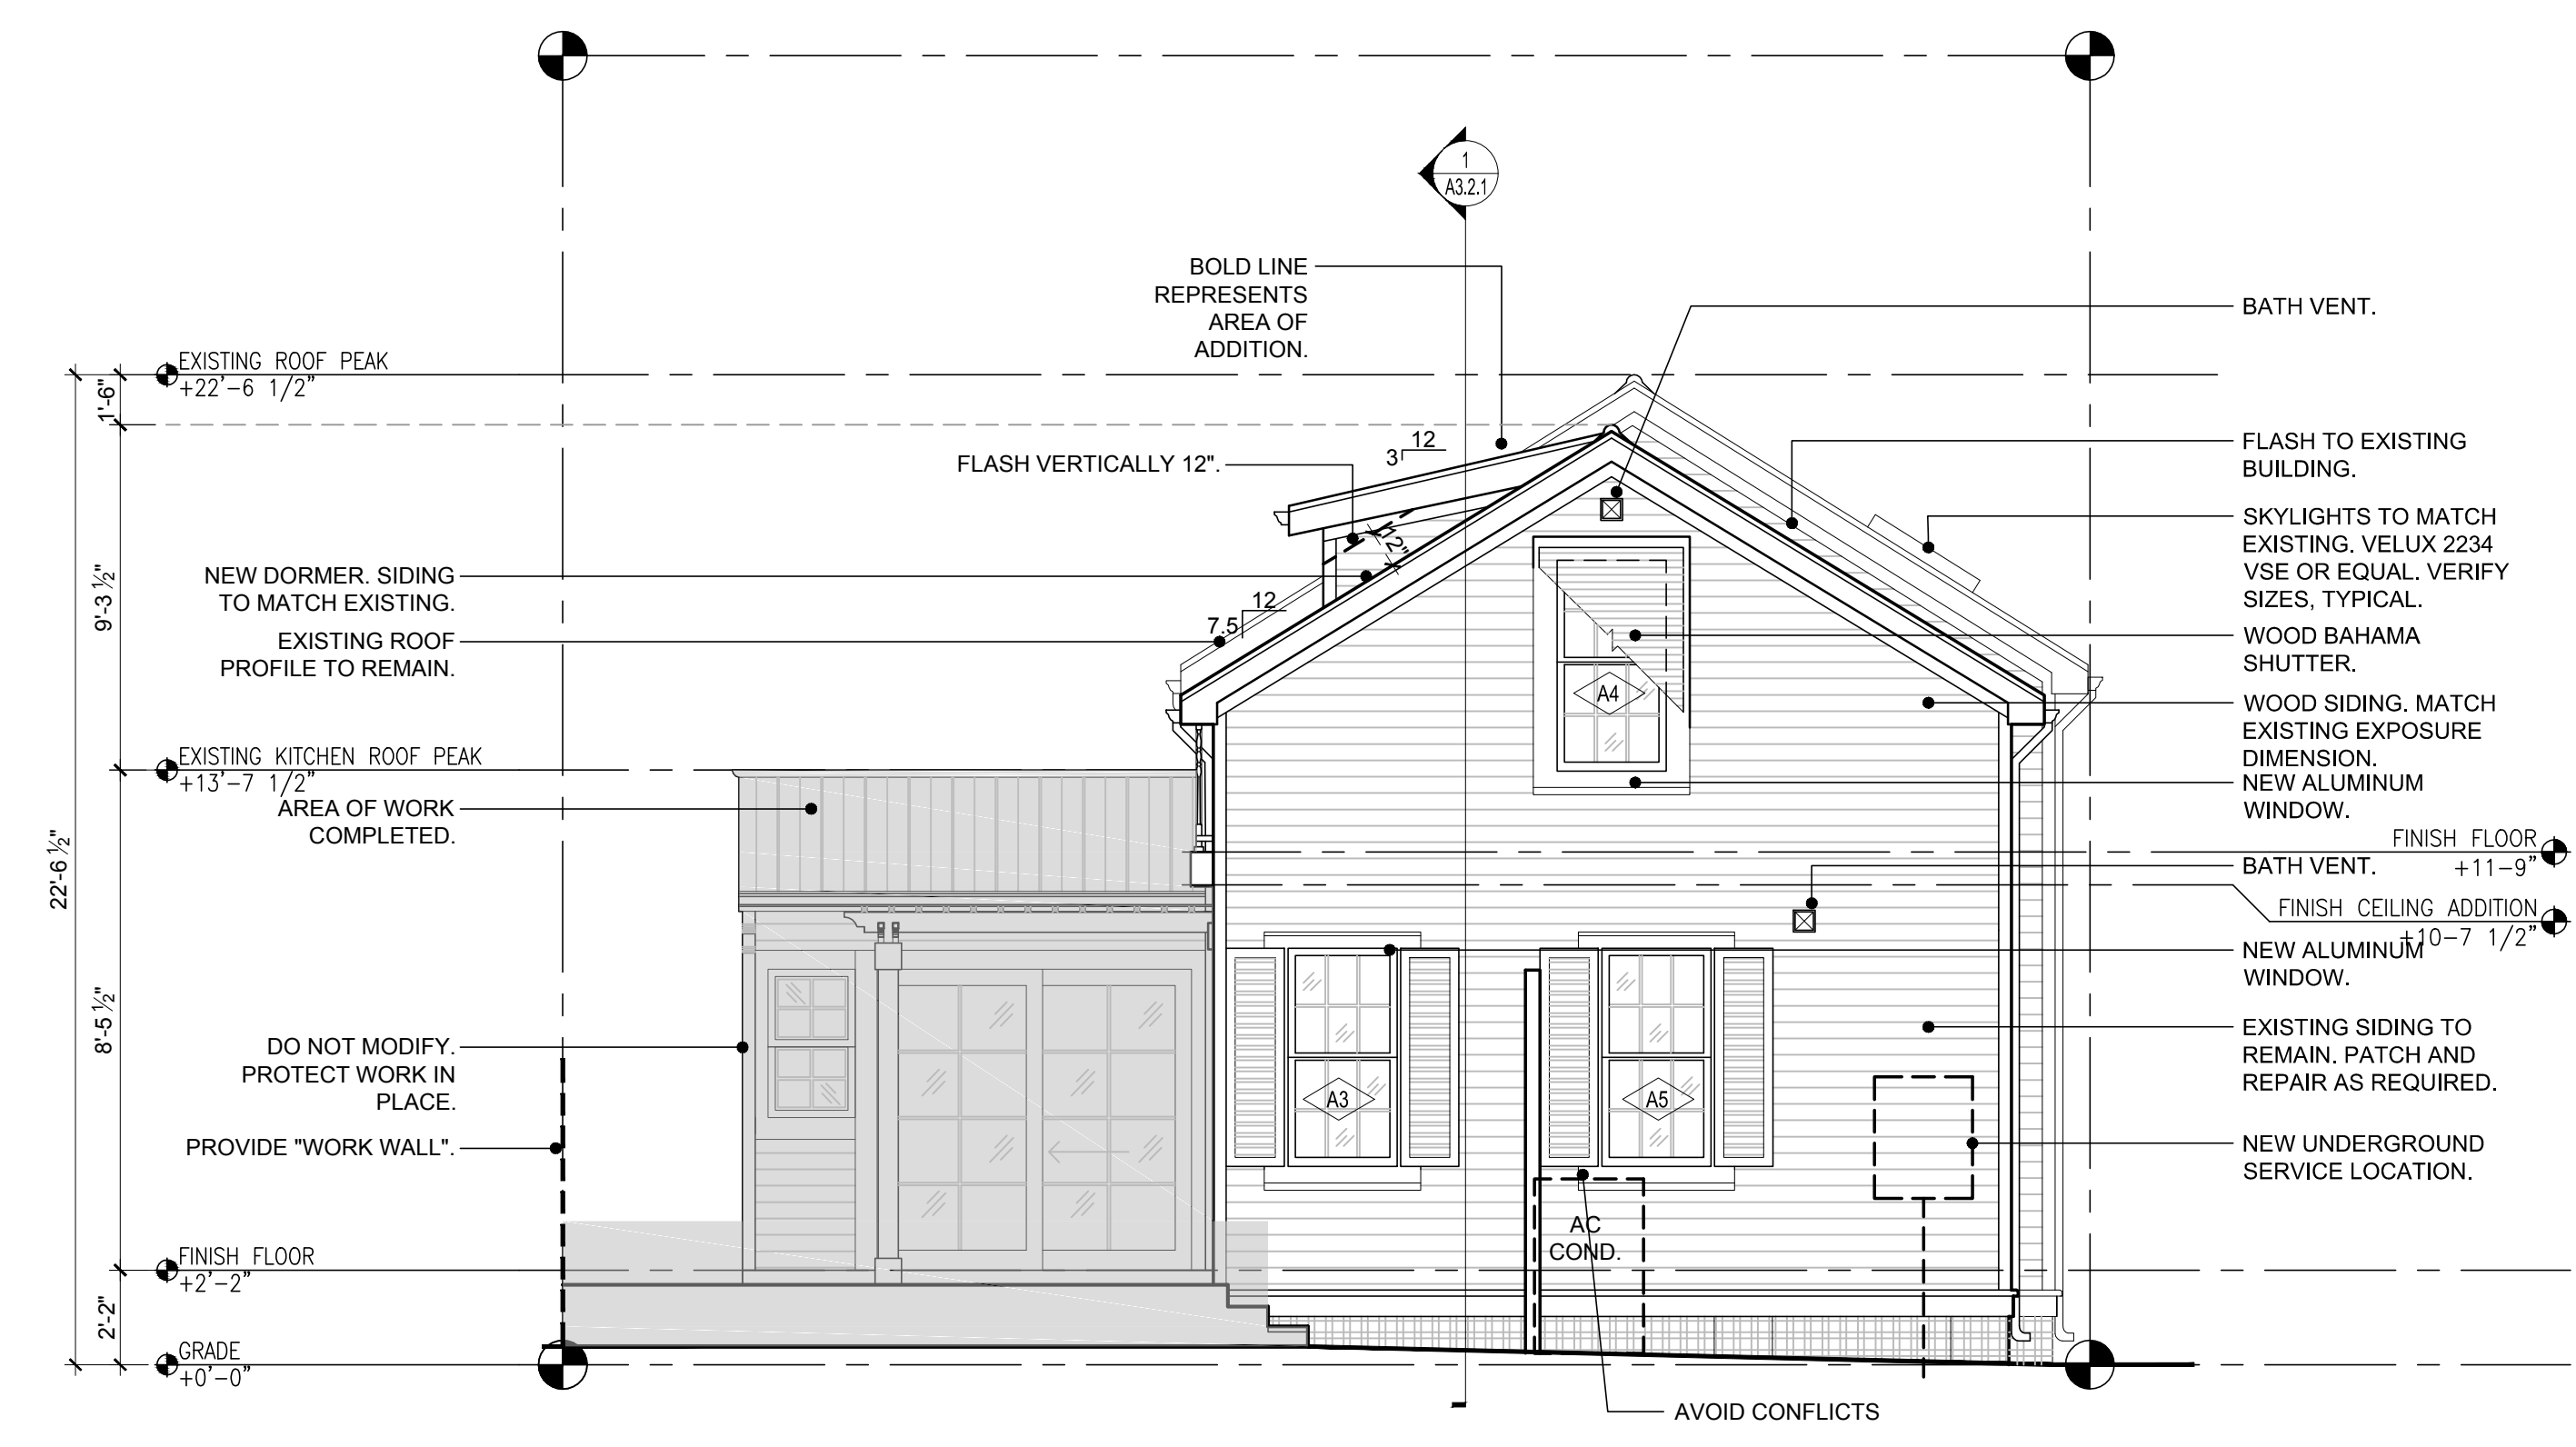 1
A3.2.1
BOLD LINE
REPRESENTS
AREA OF
ADDITION.
BATH VENT.
EXISTING ROOF PEAK
+22'-6 1/2"
1'-6"
12
3
FLASH VERTICALLY 12".
FLASH TO EXISTING
BUILDING.
SKYLIGHTS TO MATCH
EXISTING. VELUX 2234
VSE OR EQUAL. VERIFY
SIZES, TYPICAL.
12"
NEW DORMER. SIDING
TO MATCH EXISTING.
9'-3 ½"
12
7.5
EXISTING ROOF
PROFILE TO REMAIN.
WOOD BAHAMA
SHUTTER.
A4
WOOD SIDING. MATCH
EXISTING EXPOSURE
DIMENSION.
EXISTING KITCHEN ROOF PEAK
+13'-7 1/2"
AREA OF WORK
COMPLETED.
NEW ALUMINUM
WINDOW.
22'-6 ½"
FINISH FLOOR
+11-9"
BATH VENT.
FINISH CEILING ADDITION
+10-7 1/2"
NEW ALUMINUM
WINDOW.
8'-5 ½"
DO NOT MODIFY.
PROTECT WORK IN
PLACE.
EXISTING SIDING TO
REMAIN. PATCH AND
REPAIR AS REQUIRED.
A3
A5
PROVIDE "WORK WALL".
NEW UNDERGROUND
SERVICE LOCATION.
AC
COND.
FINISH FLOOR
+2'-2"
2'-2"
GRADE
+0'-0"
AVOID CONFLICTS